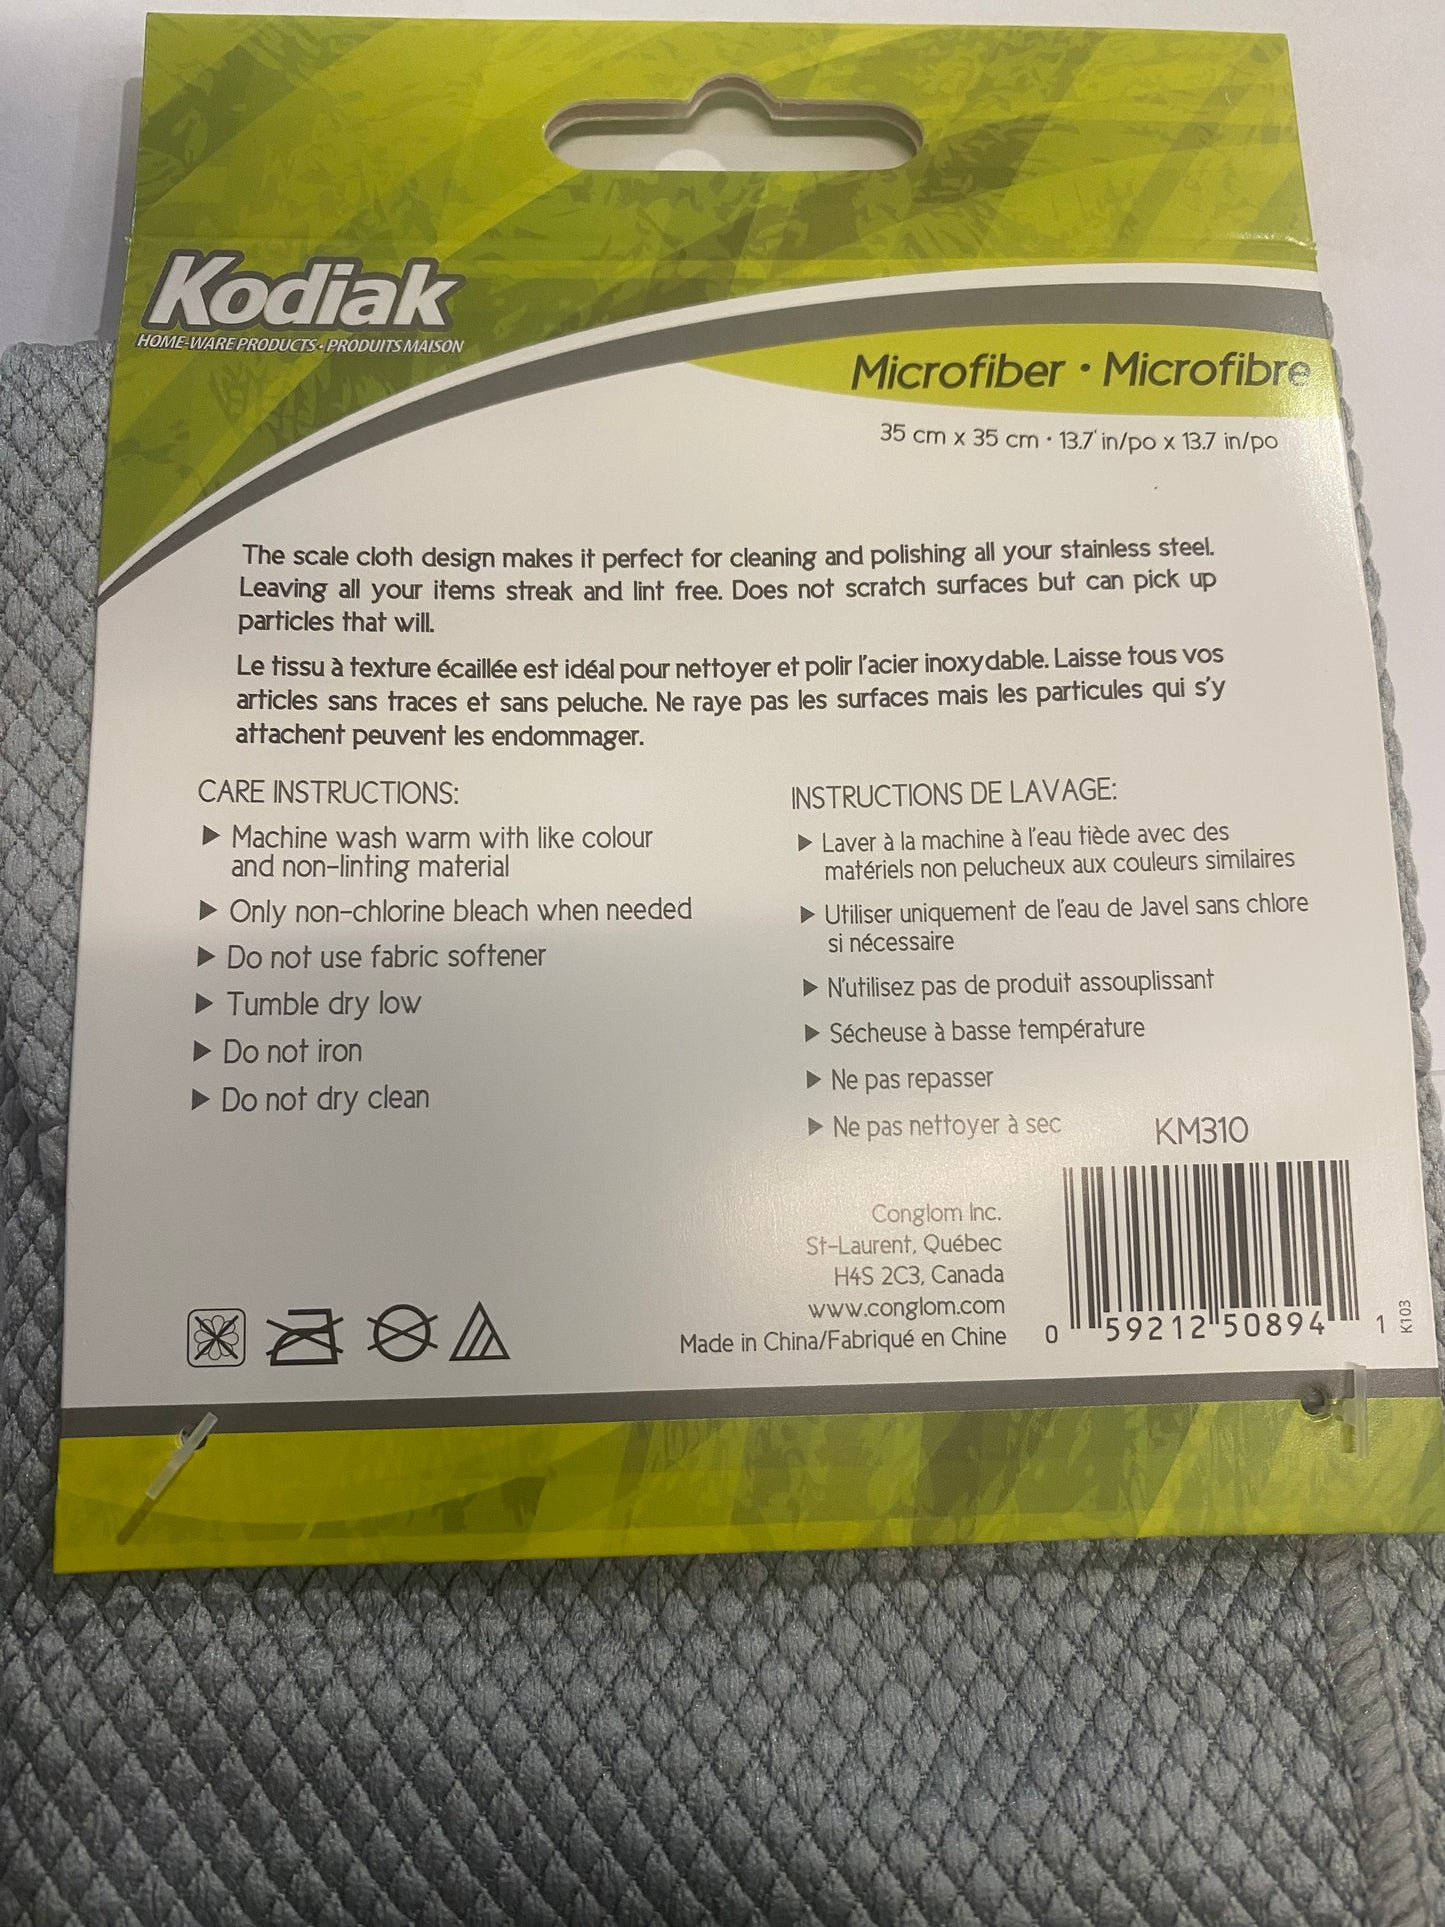 Kodiak
HOME-WARE PRODUCTS • PRODUITS MAISON
Microfiber • Microfibre
35 cm x 35 cm • 13.7 in/po x 13.7 in/po
The scale cloth design makes it perfect for cleaning and polishing all your stainless steel.
Leaving all your items streak and lint free. Does not scratch surfaces but can pick up
particles that will.
Le tissu à texture écaillée est idéal pour nettoyer et polir l'acier inoxydable. Laisse tous vos
articles sans traces et sans peluche. Ne raye pas les surfaces mais les particules qui s'y
attachent peuvent les endommager.
CARE INSTRUCTIONS:
▶ Machine wash warm with like colour
and non-linting material
▶ Only non-chlorine bleach when needed
▶ Do not use fabric softener
▶ Tumble dry low
▶ Do not iron
▶ Do not dry clean
INSTRUCTIONS DE LAVAGE:
▶ Laver à la machine à l'eau tiède avec des
matériels non pelucheux aux couleurs similaires
▶ Utiliser uniquement de l'eau de Javel sans chlore
si nécessaire
▶ N'utilisez pas de produit assouplissant
▶ Sécheuse à basse température
▶ Ne pas repasser
▶ Ne pas nettoyer à sec
KM310
Conglom Inc.
St-Laurent, Québec
H4S 2C3, Canada
www.conglom.com
Made in China/Fabriqué en Chine
0 59212 50894 1
K103